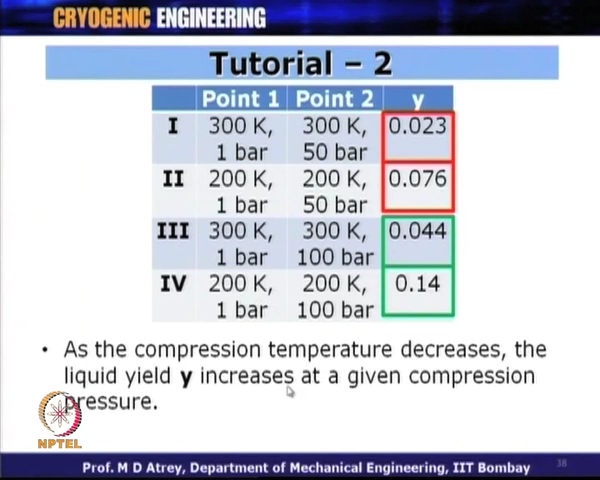 CRYOGENIC ENGINEERING
Tutorial – 2
Point 1 Point 2 y
I 300 K, 300 K, 0.023
1 bar 50 bar
II 200 K, 200 K, 0.076
1 bar 50 bar
III 300 K, 300 K, 0.044
1 bar 100 bar
IV 200 K, 200 K, 0.14
1 bar 100 bar
• As the compression temperature decreases, the
liquid yield y increases at a given compression
pressure.
NPTEL
Prof. M D Atrey, Department of Mechanical Engineering, IIT Bombay
38